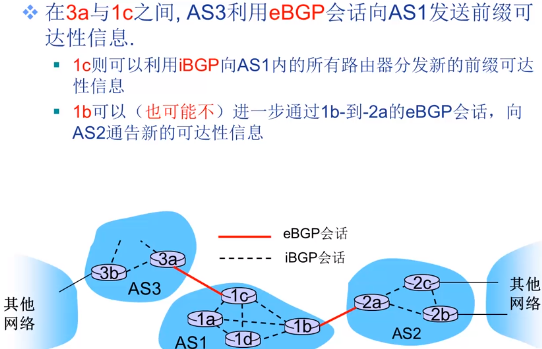 ❖ 在3a与1c之间, AS3利用eBGP会话向AS1发送前缀可
达性信息.
▪ 1c则可以利用iBGP向AS1内的所有路由器分发新的前缀可达
性信息
▪ 1b可以（也可能不）进一步通过1b-到-2a的eBGP会话，向
AS2通告新的可达性信息
eBGP会话
iBGP会话
3b
3a
AS3
其他
网络
1c
1a
1b
1d
AS1
2c
2a
2b
AS2
其他
网络